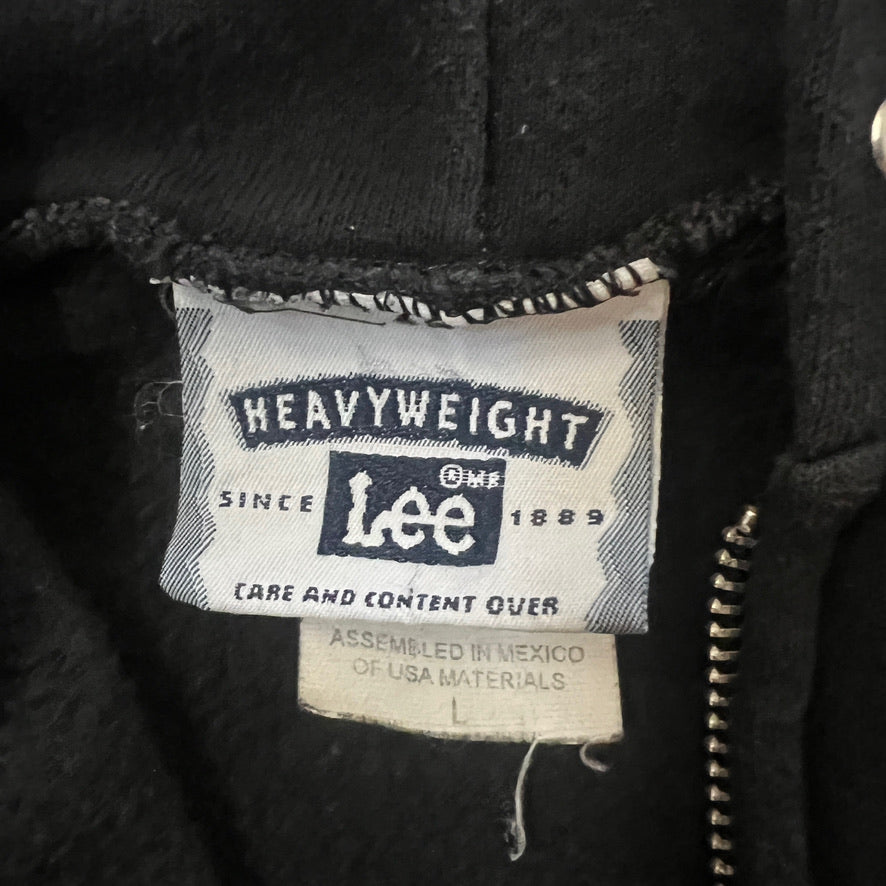 HEAVYWEIGHT
Lee ®
SINCE 1889
CARE AND CONTENT OVER
ASSEMBLED IN MEXICO
OF USA MATERIALS
L